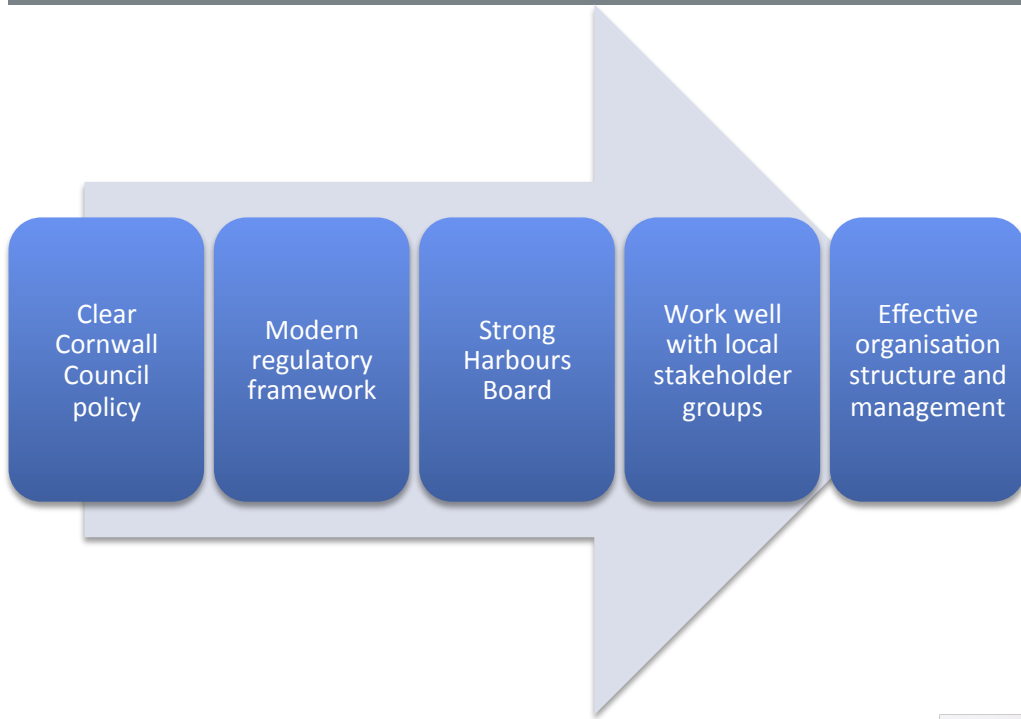 Clear
Cornwall
Council
policy
Modern
regulatory
framework
Strong
Harbours
Board
Work well
with local
stakeholder
groups
Effective
organisation
structure and
management